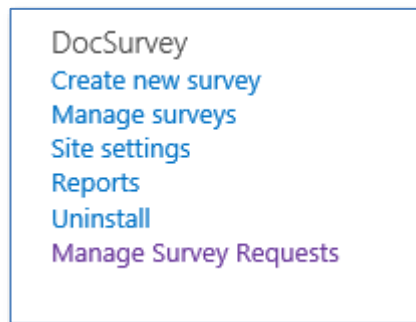 DocSurvey
Create new survey
Manage surveys
Site settings
Reports
Uninstall
Manage Survey Requests